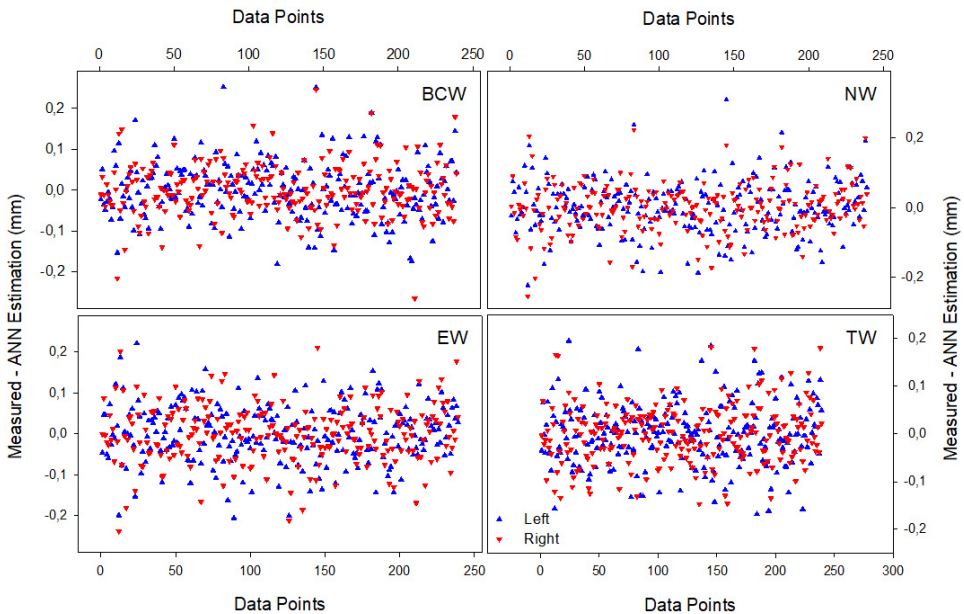 Data Points
Data Points
0 50 100 150 200 250
0 50 100 150 200 250
BCW
NW
0,2
0,1
0,0
-0,1
-0,2
0,2
0,0
-0,2
Measured - ANN Estimation (mm)
Measured - ANN Estimation (mm)
EW
TW
0,2
0,1
0,0
-0,1
-0,2
0,2
0,1
0,0
-0,1
-0,2
Left
Right
0 50 100 150 200 250
0 50 100 150 200 250 300
Data Points
Data Points